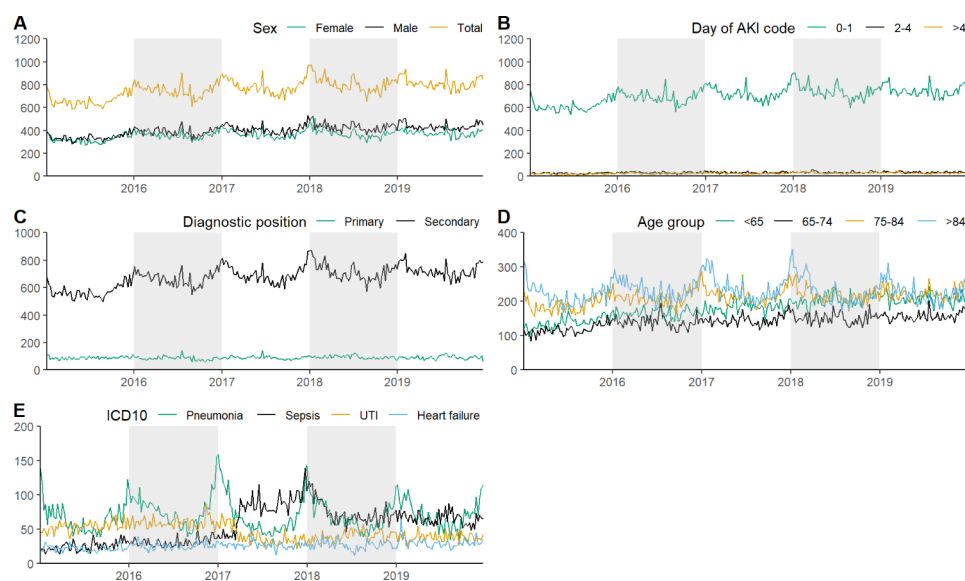 A
Sex Female Male Total
1200
1000
800
600
400
200
0
2016 2017 2018 2019
B
Day of AKI code 0-1 2-4 >4
1200
1000
800
600
400
200
0
2016 2017 2018 2019
C
Diagnostic position Primary Secondary
1000
800
600
400
200
0
2016 2017 2018 2019
D
Age group <65 65-74 75-84 >84
400
300
200
100
0
2016 2017 2018 2019
E
ICD10 Pneumonia Sepsis UTI Heart failure
200
150
100
50
0
2016 2017 2018 2019